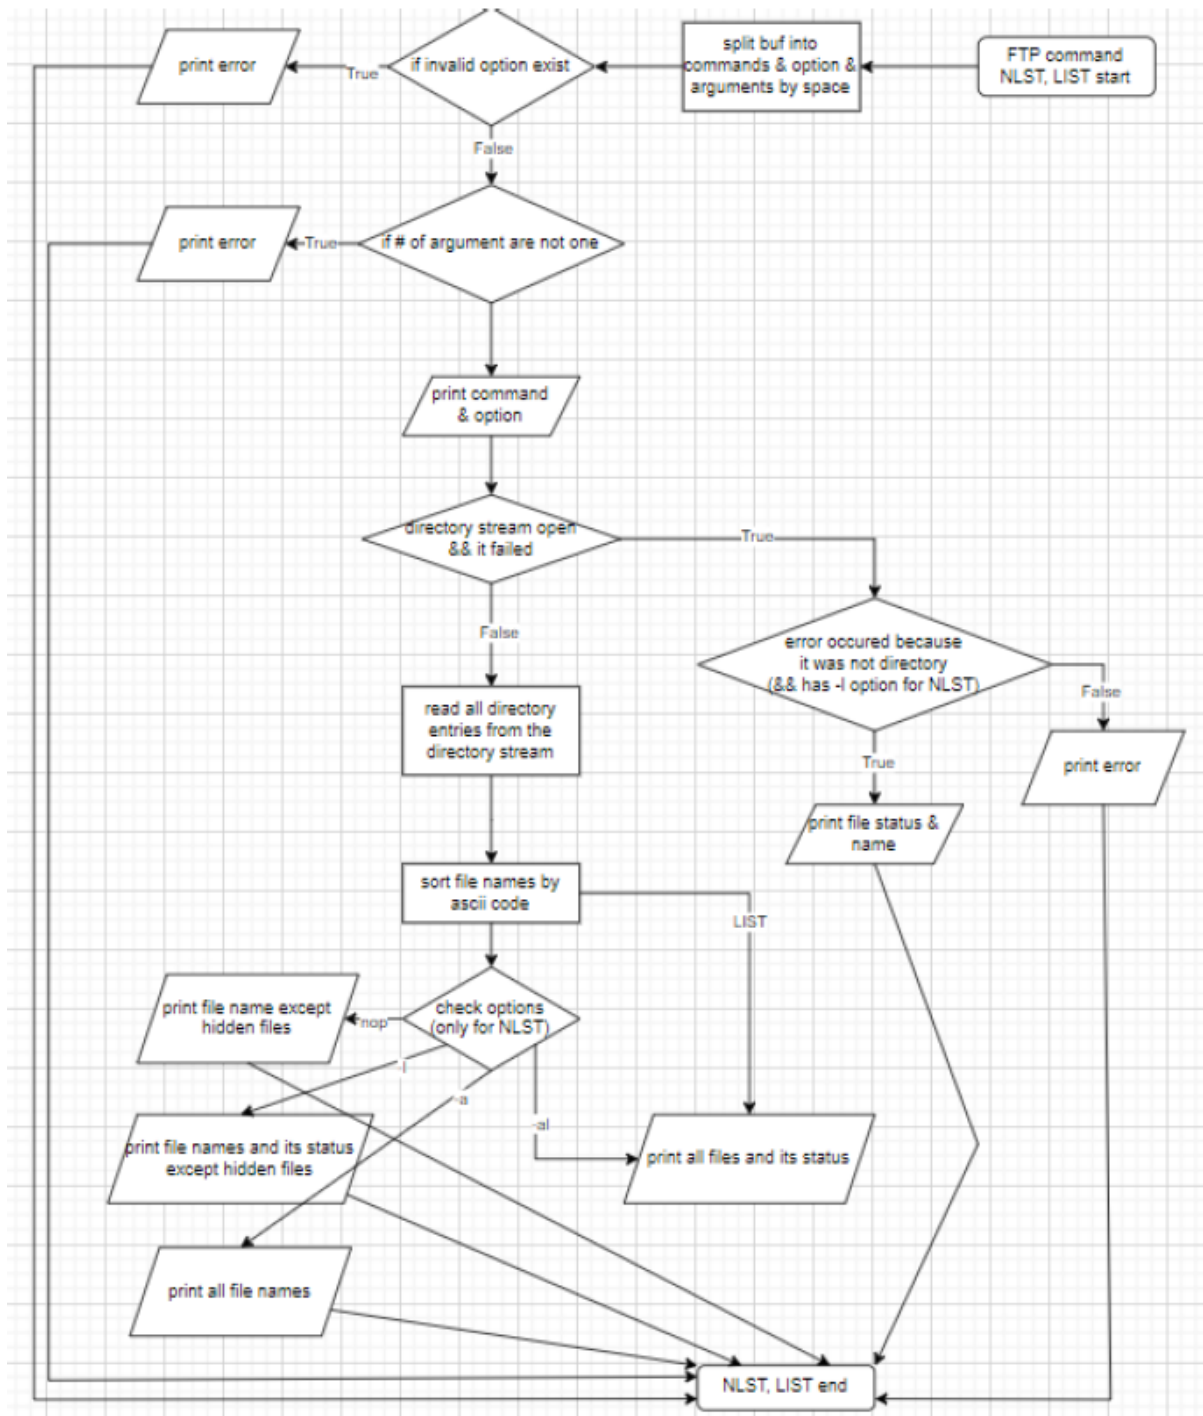 print error
True
if invalid option exist
split buf into
commands & option &
arguments by space
FTP command
NLST, LIST start
False
print error
True
if # of argument are not one
print command
& option
directory stream open
&& it failed
True
False
error occured because
it was not directory
(&& has -l option for NLST)
False
read all directory
entries from the
directory stream
True
print error
print file status &
name
sort file names by
ascii code
LIST
print file name except
hidden files
nop
check options
(only for NLST)
-l
-a
-al
print file names and its status
except hidden files
print all files and its status
print all file names
NLST, LIST end